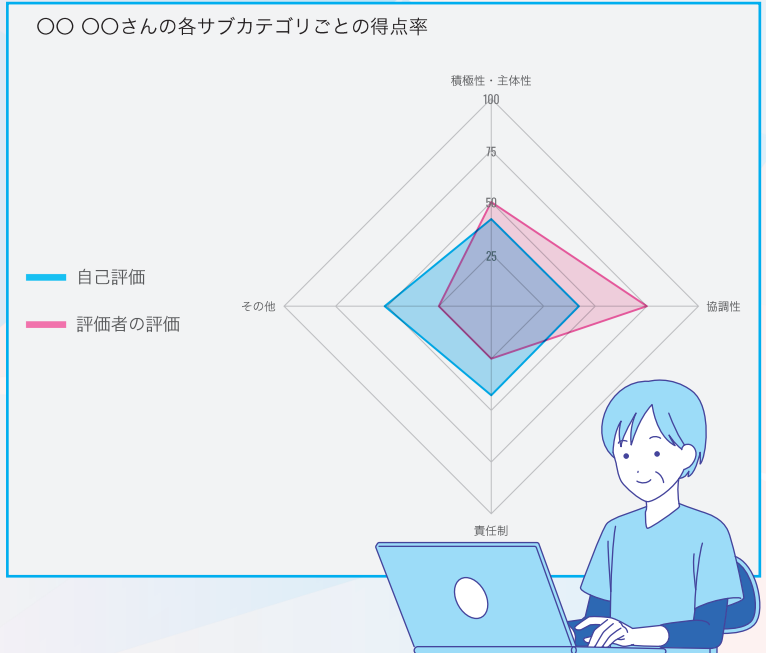 〇〇 〇〇さんの各サブカテゴリごとの得点率
積極性・主体性
100
75
50
25
自己評価
評価者の評価
その他
協調性
責任制